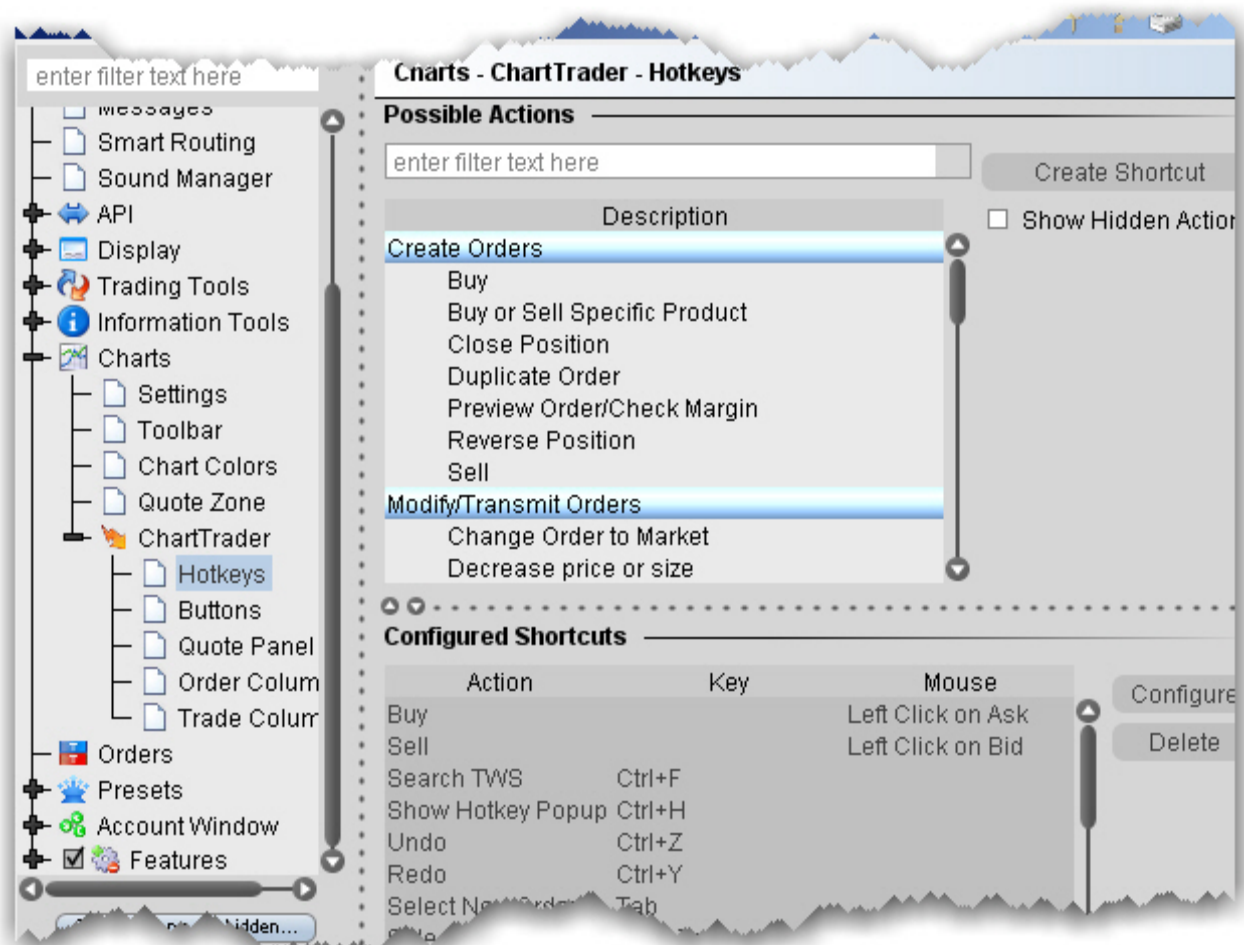 enter filter text here
Messages
Smart Routing
Sound Manager
API
Display
Trading Tools
Information Tools
Charts
Settings
Toolbar
Chart Colors
Quote Zone
ChartTrader
Hotkeys
Buttons
Quote Panel
Order Colum
Trade Colum
Orders
Presets
Account Window
Features
idden...
Charts - ChartTrader - Hotkeys
Possible Actions
enter filter text here
Create Shortcut
Show Hidden Action
Description
Create Orders
Buy
Buy or Sell Specific Product
Close Position
Duplicate Order
Preview Order/Check Margin
Reverse Position
Sell
Modify/Transmit Orders
Change Order to Market
Decrease price or size
Configured Shortcuts
Action Key Mouse
Configure
Delete
Buy Left Click on Ask
Sell Left Click on Bid
Search TWS Ctrl+F
Show Hotkey Popup Ctrl+H
Undo Ctrl+Z
Redo Ctrl+Y
Select Tab